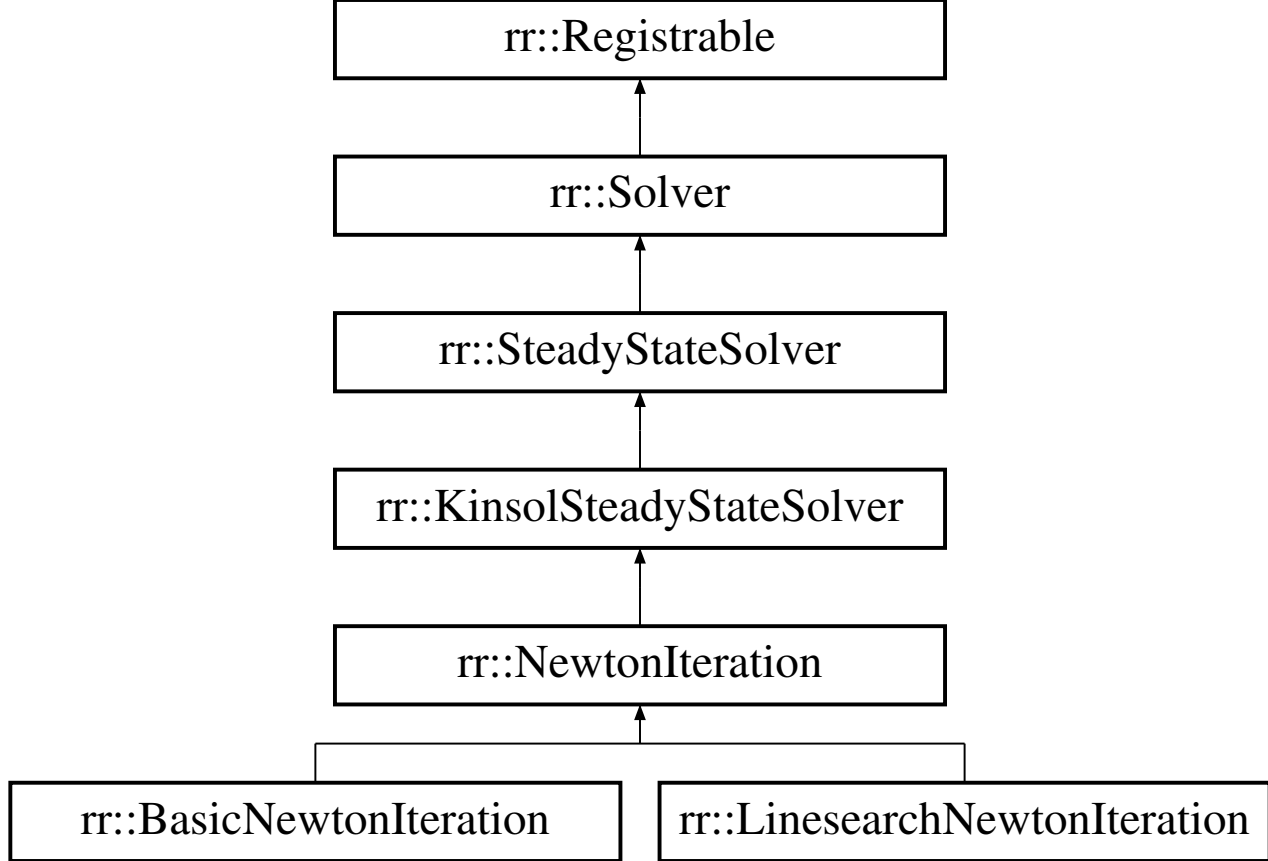 rr::Registrable
rr::Solver
rr::SteadyStateSolver
rr::KinsolSteadyStateSolver
rr::NewtonIteration
rr::BasicNewtonIteration
rr::LinesearchNewtonIteration